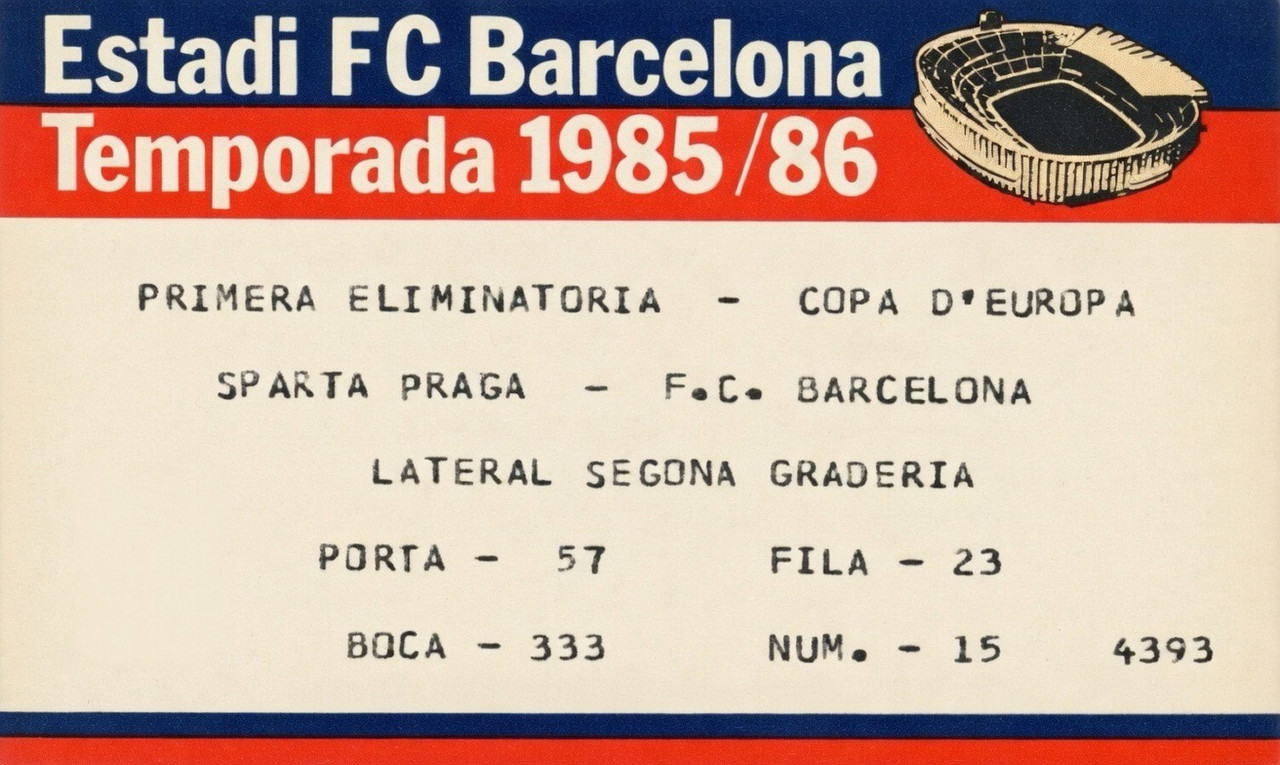 Estadi FC Barcelona
Temporada 1985/86
PRIMERA ELIMINATORIA - COPA D'EUROPA
SPARTA PRAGA - F.C. BARCELONA
LATERAL SEGONA GRADERIA
PORTA - 57 FILA - 23
BOCA - 333 NUM. - 15 4393